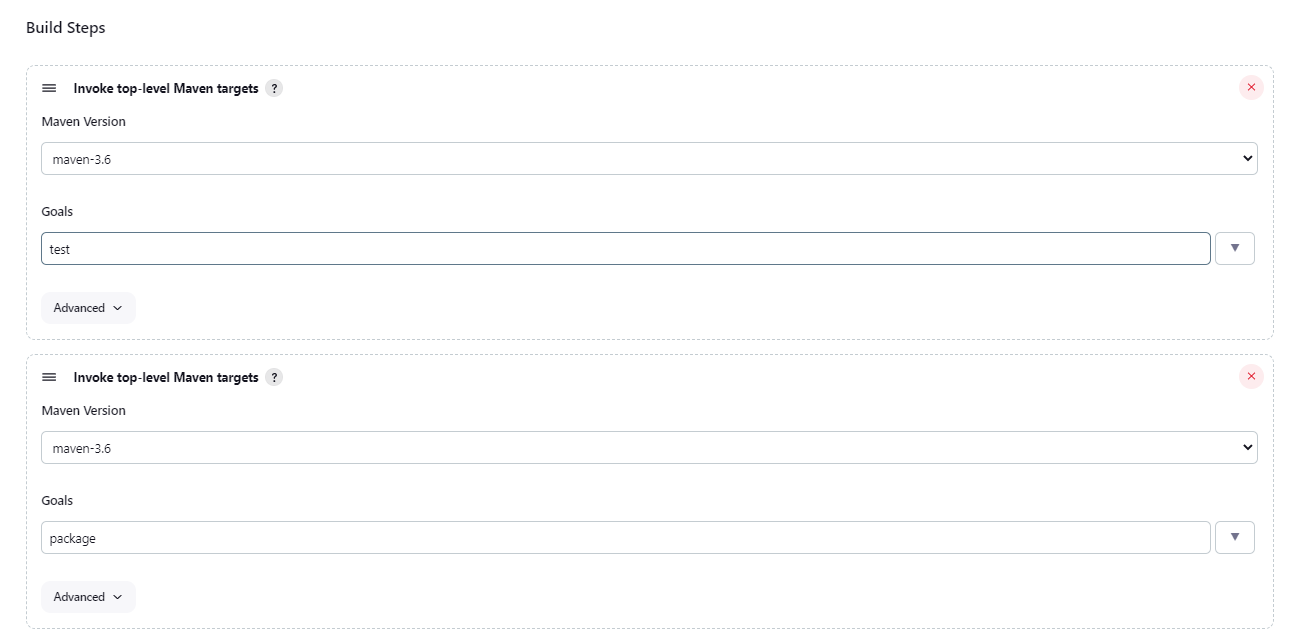 Build Steps
Invoke top-level Maven targets ?
Maven Version
maven-3.6
Goals
test
Advanced
Invoke top-level Maven targets ?
Maven Version
maven-3.6
Goals
package
Advanced